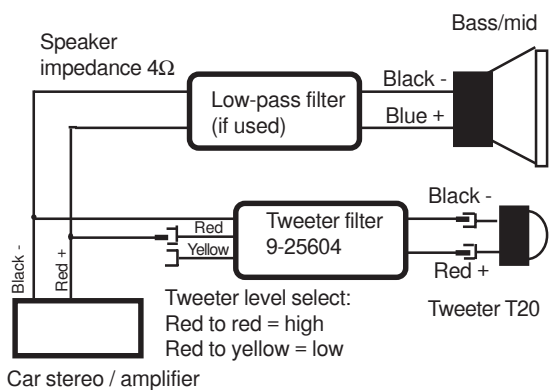 Bass/mid
Speaker
impedance 4Ω
Black -
Low-pass filter
(if used)
Blue +
Black -
Red
Tweeter filter
9-25604
Yellow
Red +
Black -
Red +
Tweeter level select:
Red to red = high
Red to yellow = low
Tweeter T20
Car stereo / amplifier